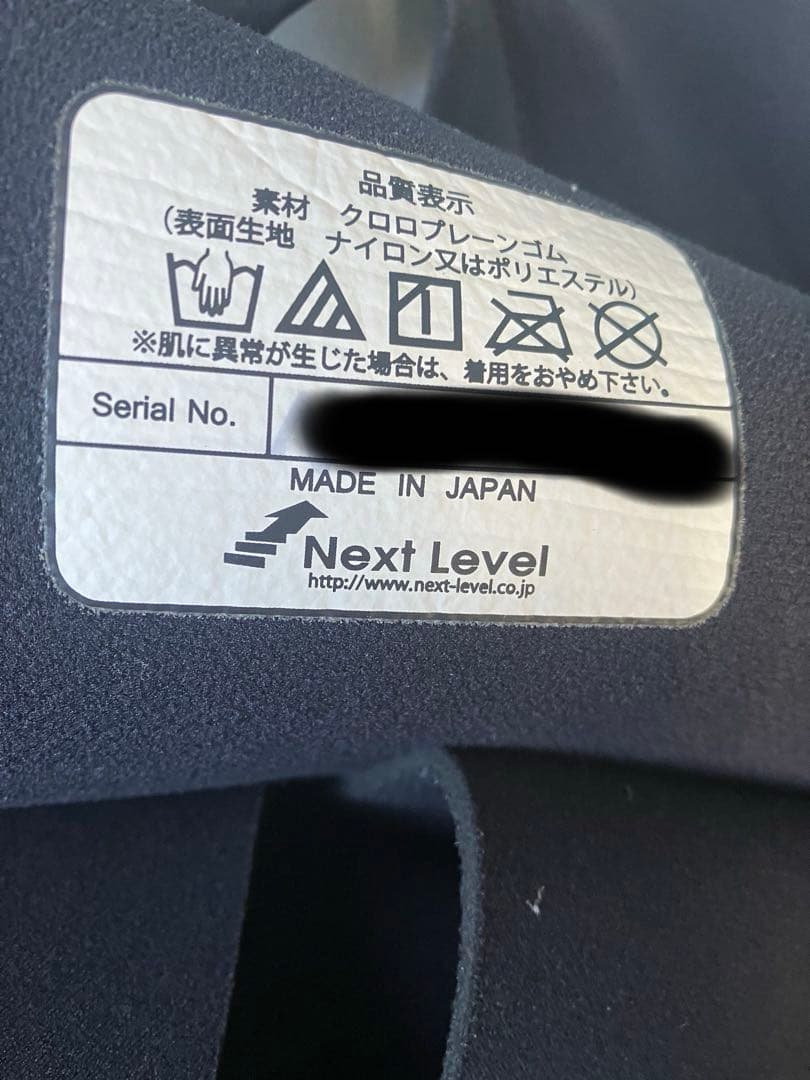 品質表示
素材　クロロプレーンゴム
（表面生地　ナイロン又はポリエステル）
※肌に異常が生じた場合は、着用をおやめ下さい。
Serial No.
MADE IN JAPAN
Next Level
http://www.next-level.co.jp